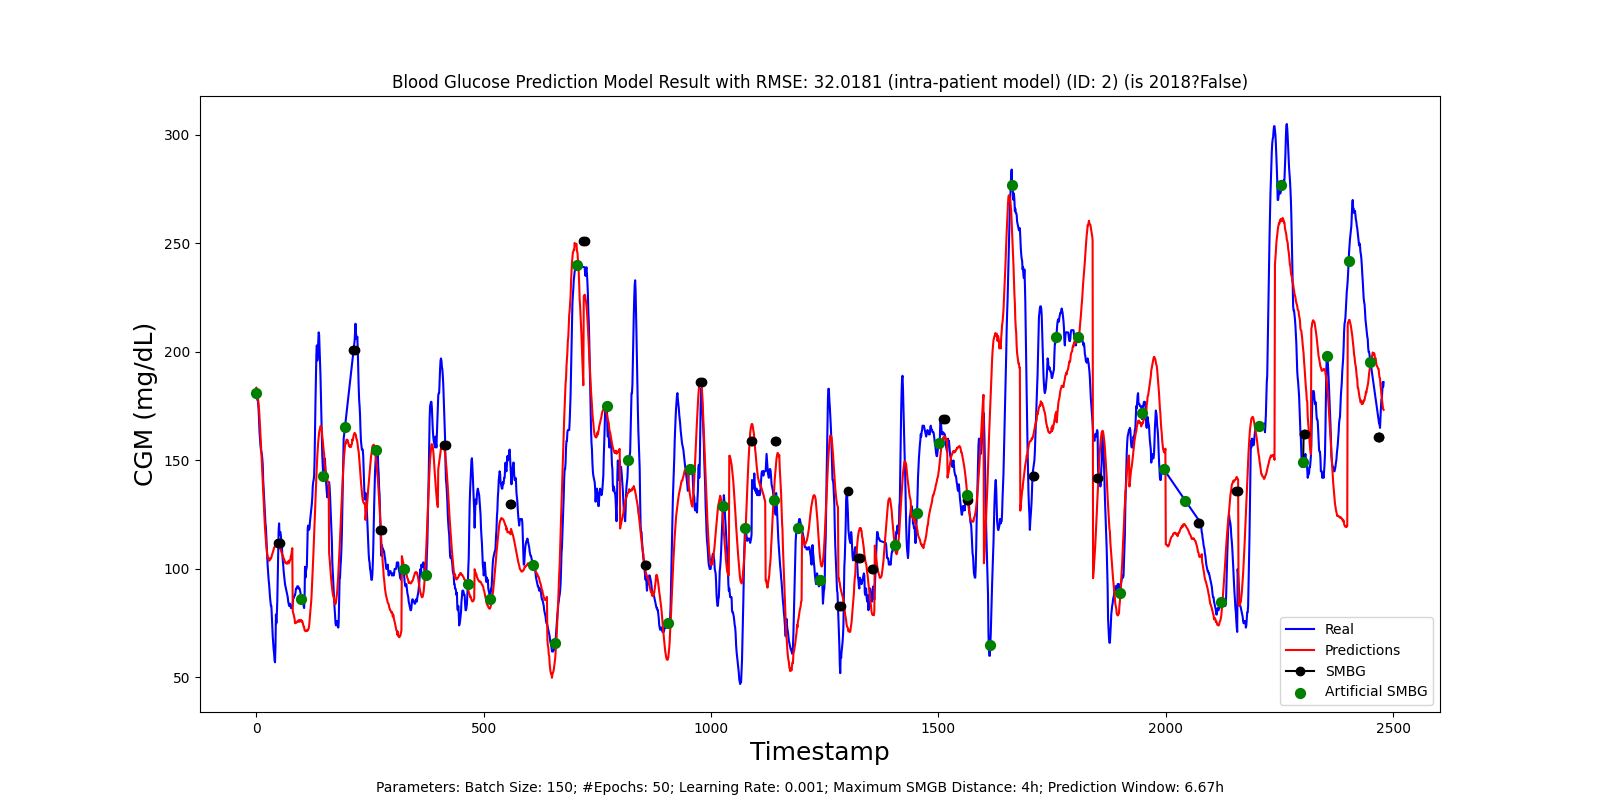 Blood Glucose Prediction Model Result with RMSE: 32.0181 (intra-patient model) (ID: 2) (is 2018?False)
CGM (mg/dL)
300
250
200
150
100
50
0
500
1000
1500
2000
2500
Real
Predictions
SMBG
Artificial SMBG
Timestamp
Parameters: Batch Size: 150; #Epochs: 50; Learning Rate: 0.001; Maximum SMGB Distance: 4h; Prediction Window: 6.67h